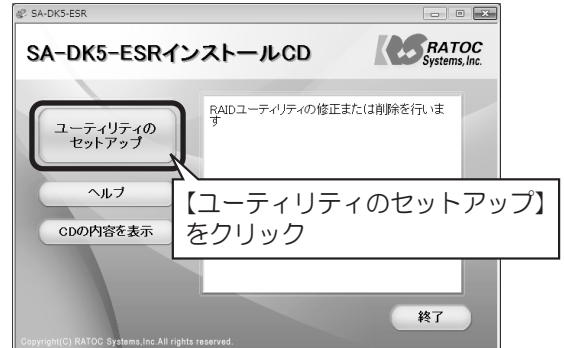 SA-DK5-ESR
SA-DK5-ESRインストールCD
RATOC
Systems, Inc.
ユーティリティの
セットアップ
RAIDユーティリティの修正または削除を行いま
す
ヘルプ
CDの内容を表示
【ユーティリティのセットアップ】
をクリック
終了
Copyright(C) RATOC Systems,Inc.All rights reserved.